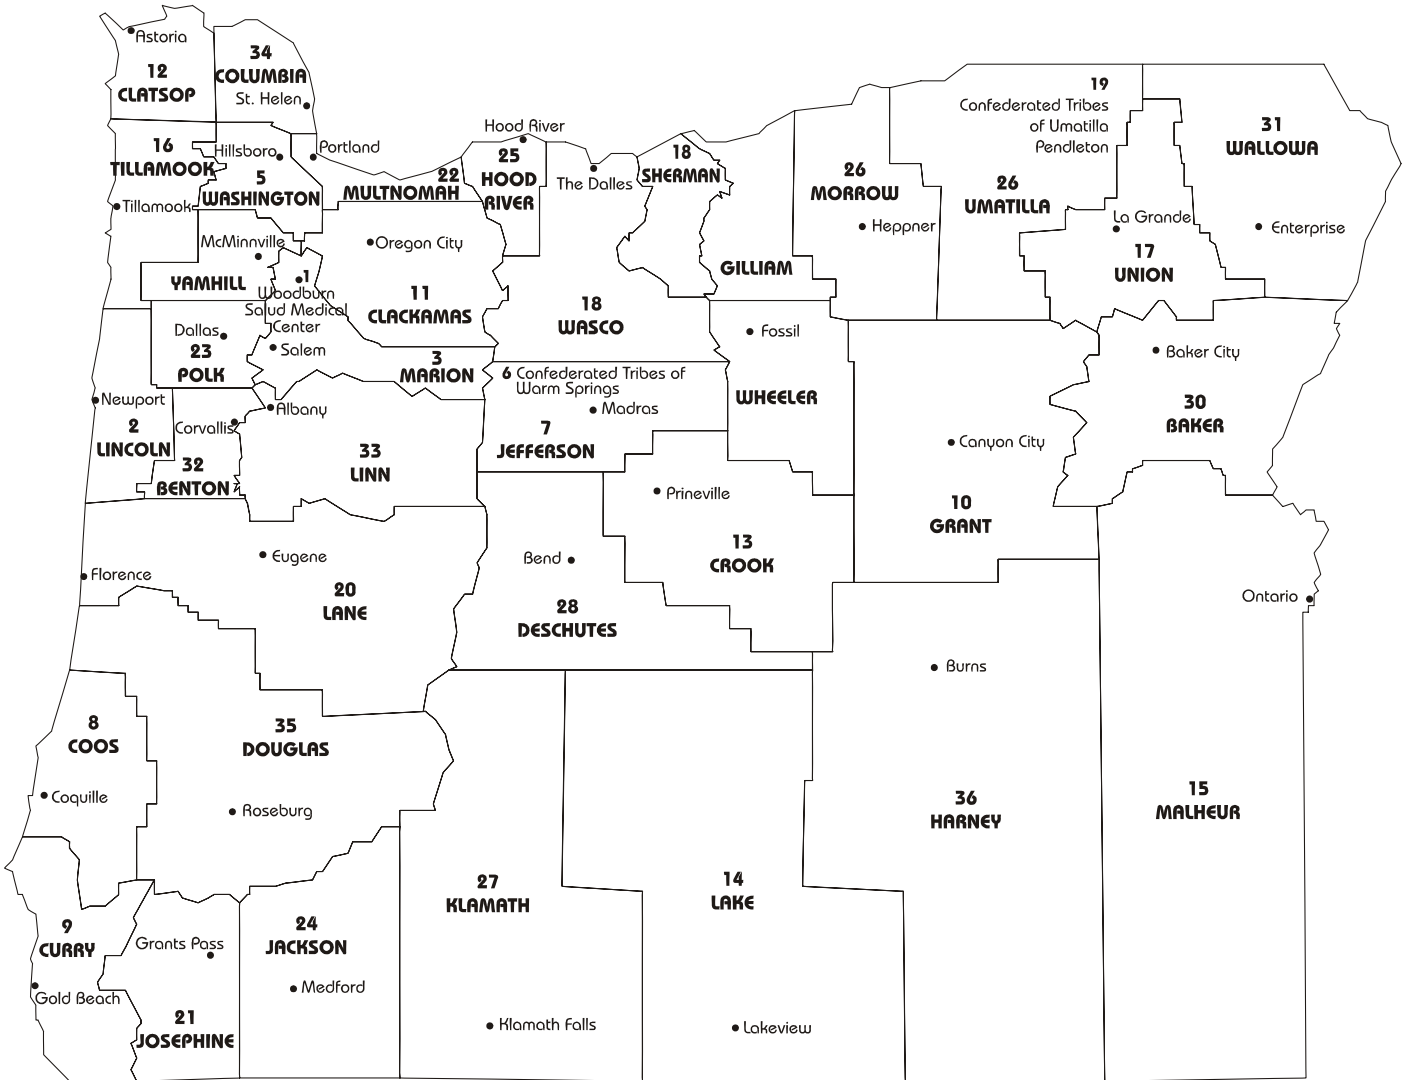 Astoria
12
CLATSOP
34
COLUMBIA
St. Helen
16
TILLAMOOK
Tillamook
Hillsboro
5
WASHINGTON
Portland
22
MULTNOMAH
Hood River
25
HOOD
RIVER
The Dalles
18
SHERMAN
26
MORROW
Heppner
19
Confederated Tribes
of Umatilla
Pendleton
26
UMATILLA
31
WALLOWA
Enterprise
La Grande
17
UNION
McMinnville
YAMHILL
1
Woodburn
Salud Medical
Center
Oregon City
11
CLACKAMAS
18
WASCO
GILLIAM
Dallas
23
POLK
Salem
3
MARION
6 Confederated Tribes of
Warm Springs
Madras
7
JEFFERSON
Fossil
WHEELER
Baker City
30
BAKER
Newport
2
LINCOLN
Corvallis
32
BENTON
Albany
33
LINN
Prineville
13
CROOK
Canyon City
10
GRANT
Florence
Eugene
20
LANE
Bend
28
DESCHUTES
Ontario
15
MALHEUR
Burns
36
HARNEY
8
COOS
Coquille
35
DOUGLAS
Roseburg
27
KLAMATH
Klamath Falls
14
LAKE
Lakeview
9
CURRY
Gold Beach
Grants Pass
21
JOSEPHINE
24
JACKSON
Medford